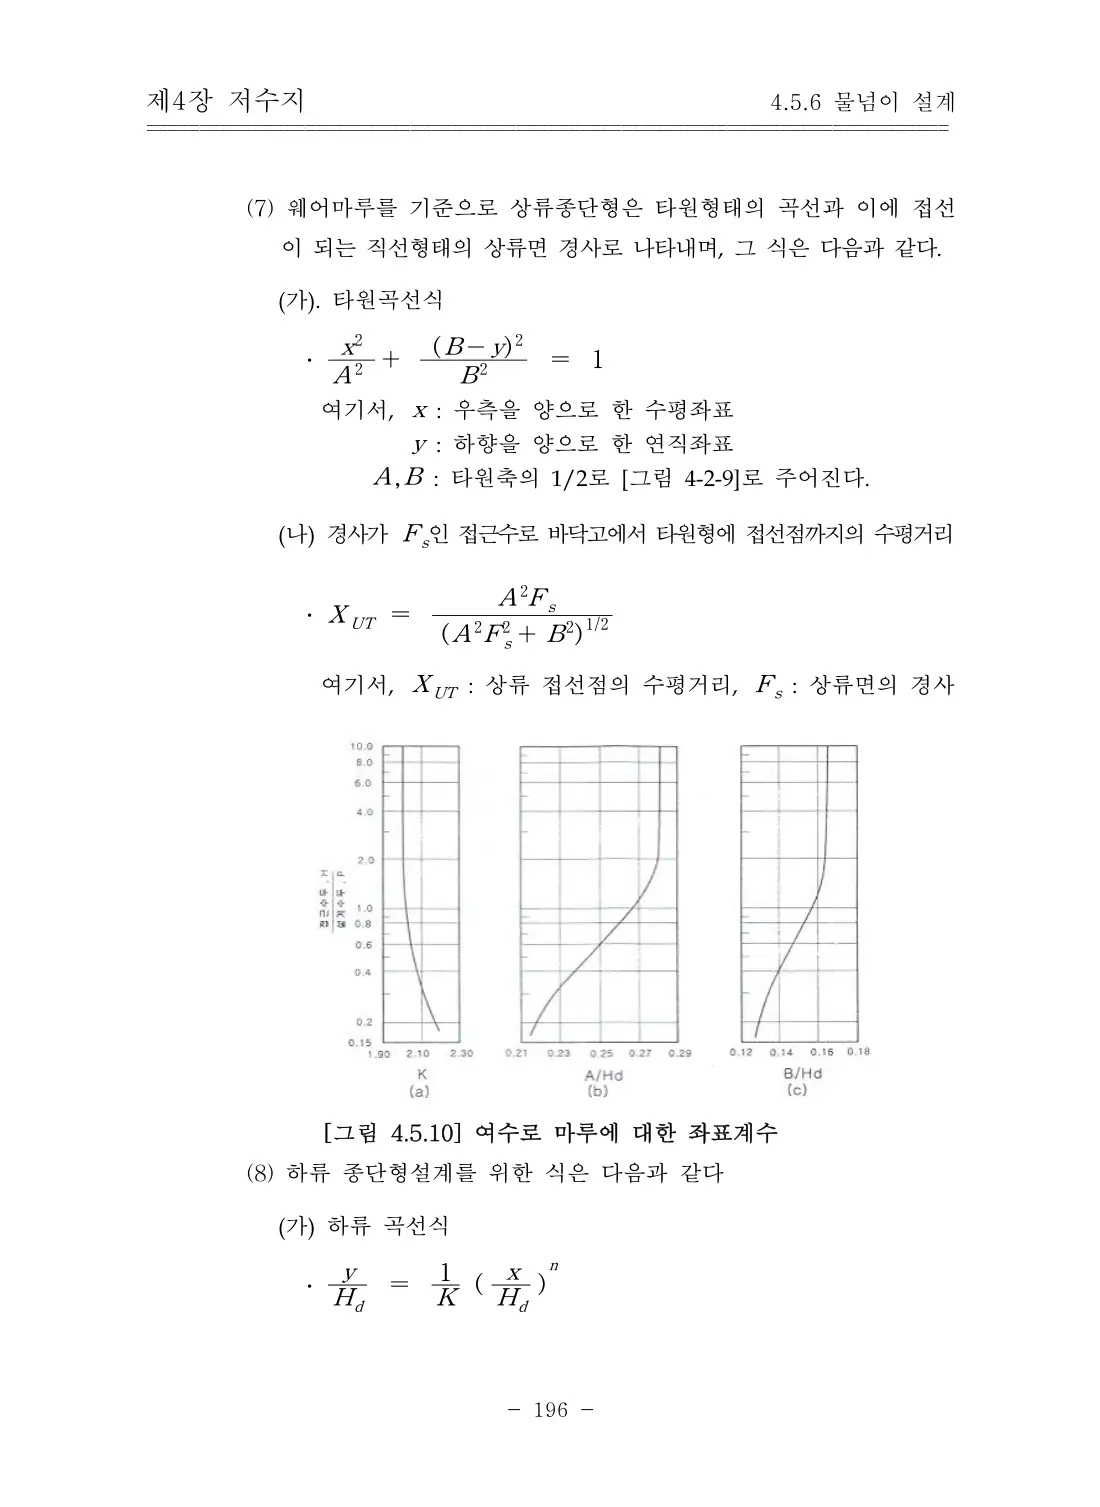 제4장 저수지 4.5.6 물넘이 설계
(7) 웨어마루를 기준으로 상류종단형은 타원형태의 곡선과 이에 접선
이 되는 직선형태의 상류면 경사로 나타내며, 그 식은 다음과 같다.
(가). 타원곡선식
· x²/A² + (B－y)²/B² = 1
여기서, x : 우측을 양으로 한 수평좌표
y : 하향을 양으로 한 연직좌표
A,B : 타원축의 1/2로 [그림 4-2-9]로 주어진다.
(나) 경사가 F_s인 접근수로 바닥고에서 타원형에 접선점까지의 수평거리
· X_UT = A²F_s / (A²F_s² + B²)^1/2
여기서, X_UT : 상류 접선점의 수평거리, F_s : 상류면의 경사
10.0
8.0
6.0
4.0
2.0
1.0
0.8
0.6
0.4
0.2
0.15
1.90 2.10 2.30 0.21 0.23 0.25 0.27 0.29 0.12 0.14 0.16 0.18
K A/Hd B/Hd
(a) (b) (c)
[그림 4.5.10] 여수로 마루에 대한 좌표계수
(8) 하류 종단형설계를 위한 식은 다음과 같다
(가) 하류 곡선식
· y/H_d = 1/K (x/H_d)^n
- 196 -